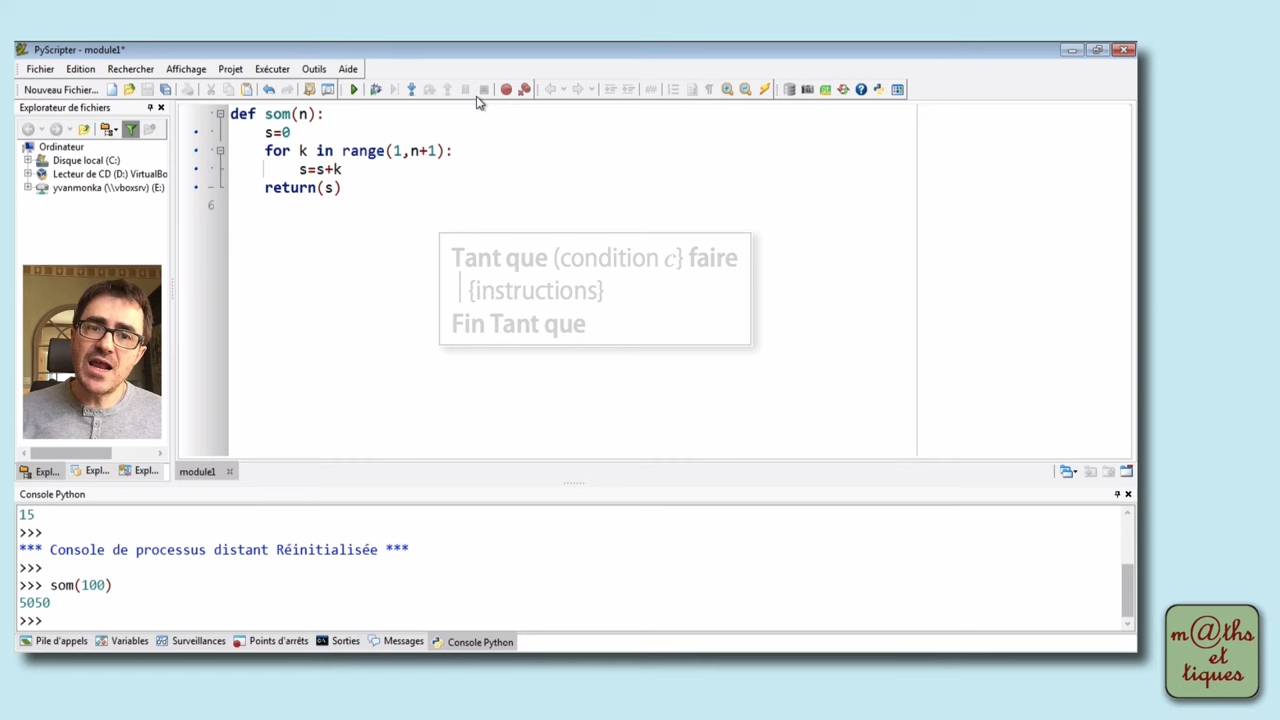 PyScripter - module1*
Fichier Edition Rechercher Affichage Projet Exécuter Outils Aide
Nouveau Fichier...
Explorateur de fichiers
Ordinateur
Disque local (C:)
Lecteur de CD (D:) VirtualBo
yvanmonka (\\vboxsrv) (E:)
def som(n):
s=0
for k in range(1,n+1):
s=s+k
return(s)
6
Tant que (condition c} faire
{instructions}
Fin Tant que
Expl... Expl... Expl...
module1
Console Python
15
>>>
*** Console de processus distant Réinitialisée ***
>>>
>>> som(100)
5050
>>>
Pile d'appels Variables Surveillances Points d'arrêts Sorties Messages Console Python
m@ths
et
tiques